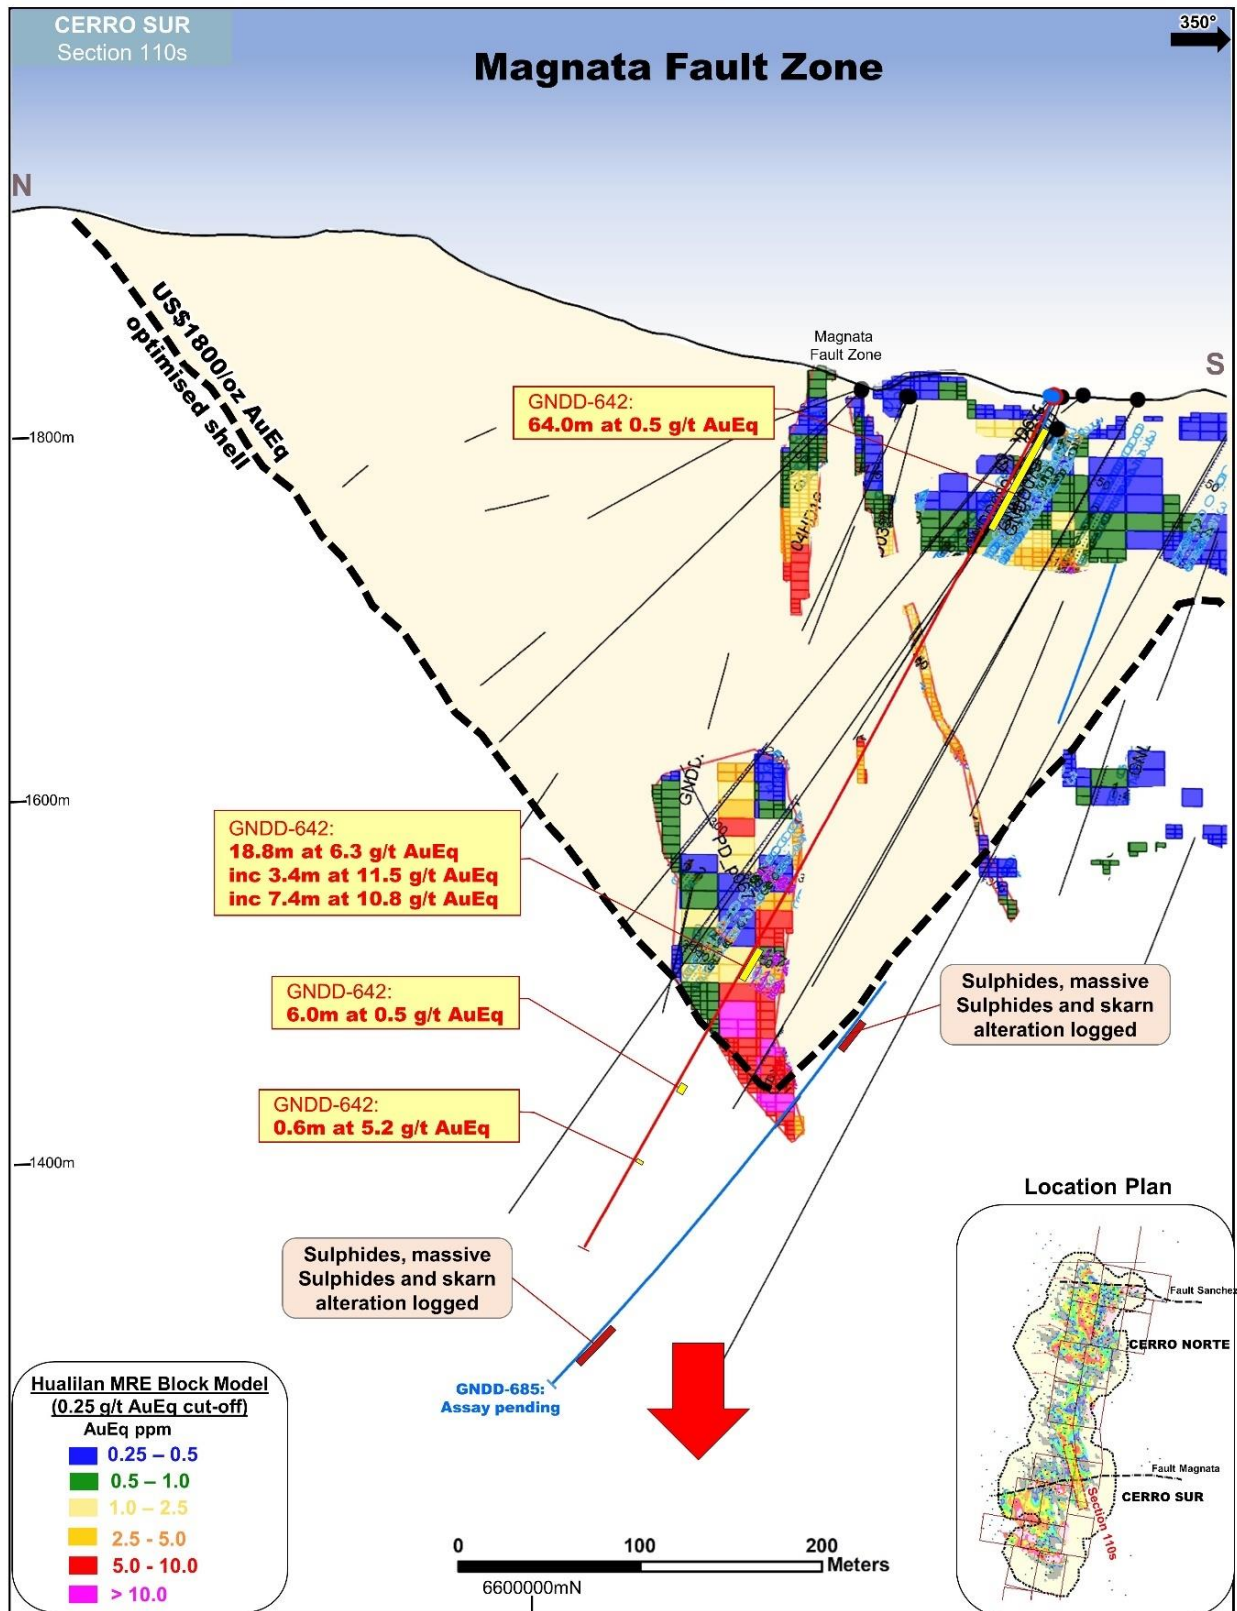 CERRO SUR
Section 110s
350°
Magnata Fault Zone
N
S
US$1800/oz AuEq
optimised shell
Magnata
Fault Zone
GNDD-642:
64.0m at 0.5 g/t AuEq
1800m
04HD18
1600m
GNDD-642:
18.8m at 6.3 g/t AuEq
inc 3.4m at 11.5 g/t AuEq
inc 7.4m at 10.8 g/t AuEq
GNDD-642:
6.0m at 0.5 g/t AuEq
Sulphides, massive
Sulphides and skarn
alteration logged
GNDD-642:
0.6m at 5.2 g/t AuEq
1400m
Sulphides, massive
Sulphides and skarn
alteration logged
GNDD-685:
Assay pending
Location Plan
Fault Sanchez
CERRO NORTE
Fault Magnata
CERRO SUR
Section 110s
Hualilan MRE Block Model
(0.25 g/t AuEq cut-off)
AuEq ppm
0.25 – 0.5
0.5 – 1.0
1.0 – 2.5
2.5 - 5.0
5.0 - 10.0
> 10.0
0 100 200
Meters
6600000mN